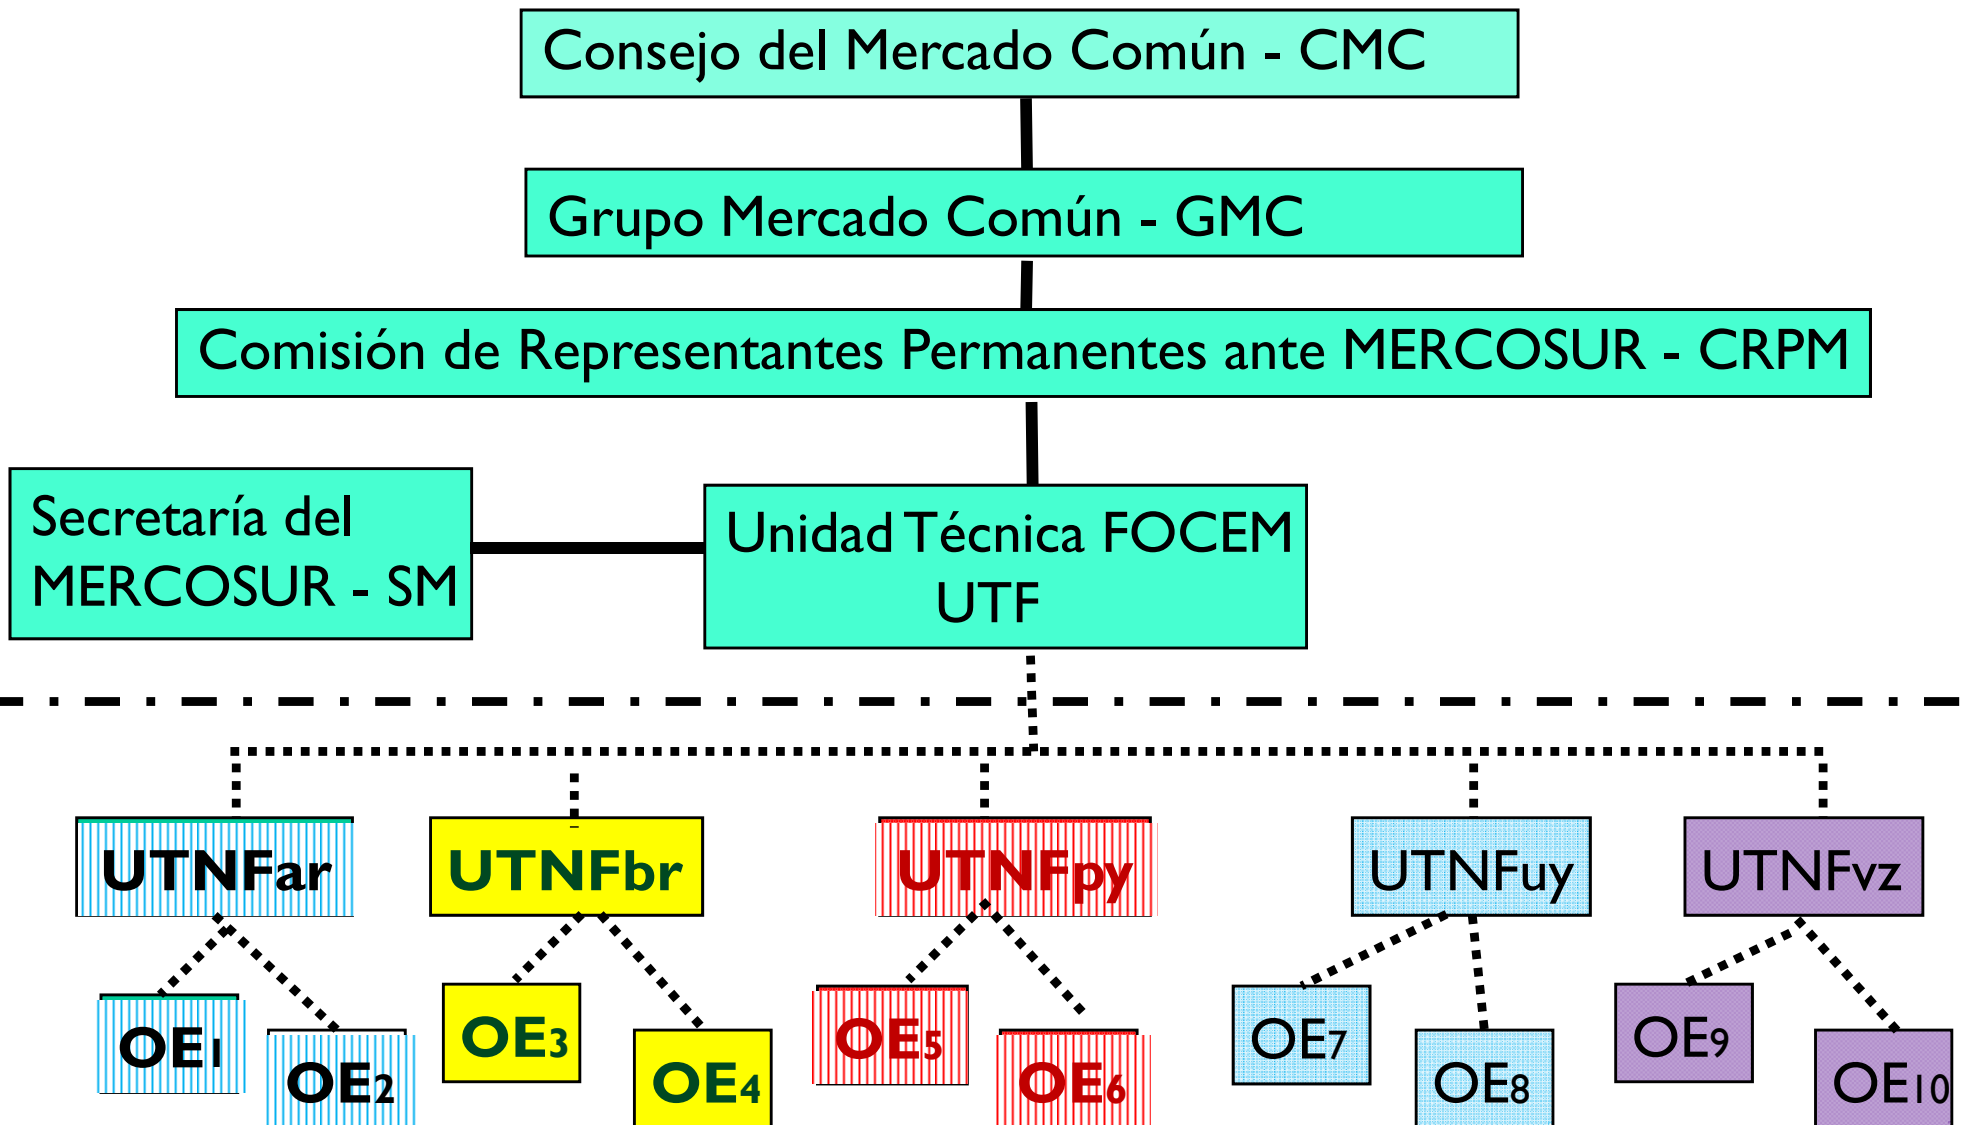 Consejo del Mercado Común - CMC
Grupo Mercado Común - GMC
Comisión de Representantes Permanentes ante MERCOSUR - CRPM
Secretaría del
MERCOSUR - SM
Unidad Técnica FOCEM
UTF
UTNFar
UTNFbr
UTNFpy
UTNFuy
UTNFvz
OE1
OE2
OE3
OE4
OE5
OE6
OE7
OE8
OE9
OE10